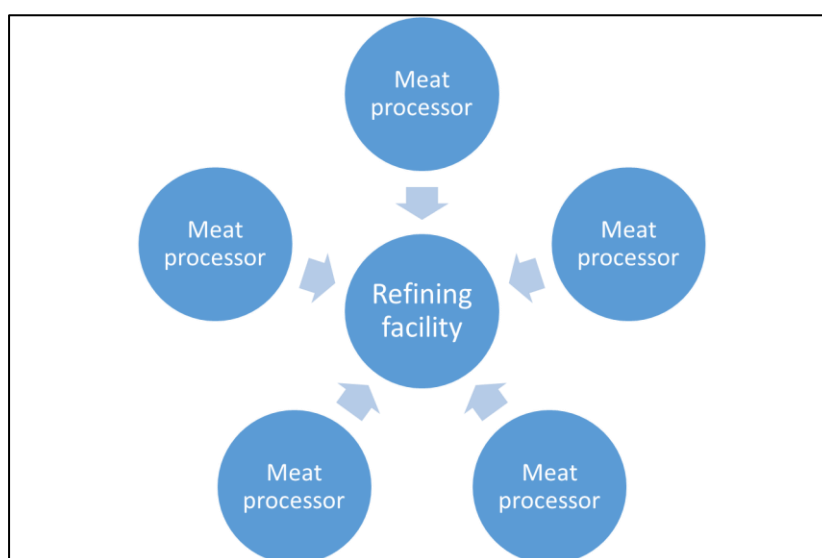 Meat
processor
Meat
processor
Meat
processor
Refining
facility
Meat
processor
Meat
processor